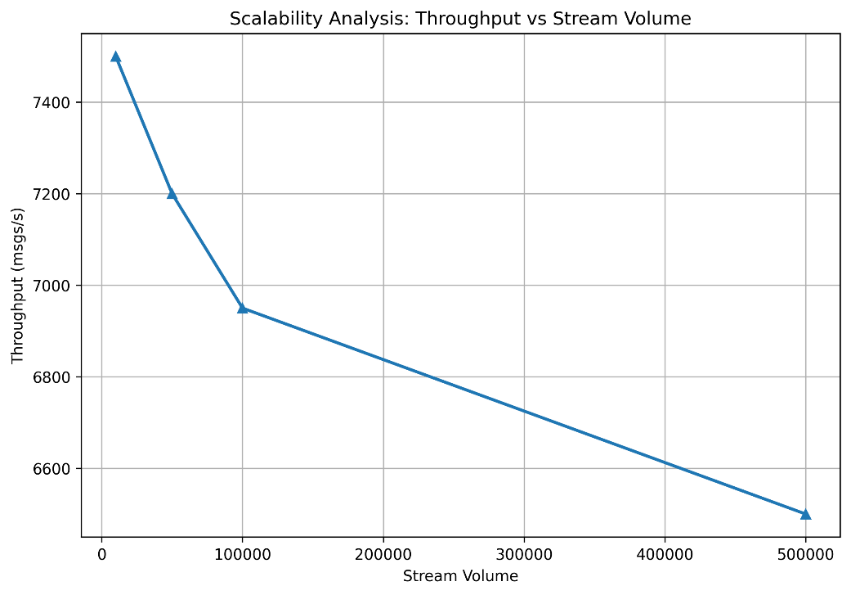 Scalability Analysis: Throughput vs Stream Volume
Throughput (msgs/s)
7400
7200
7000
6800
6600
0 100000 200000 300000 400000 500000
Stream Volume